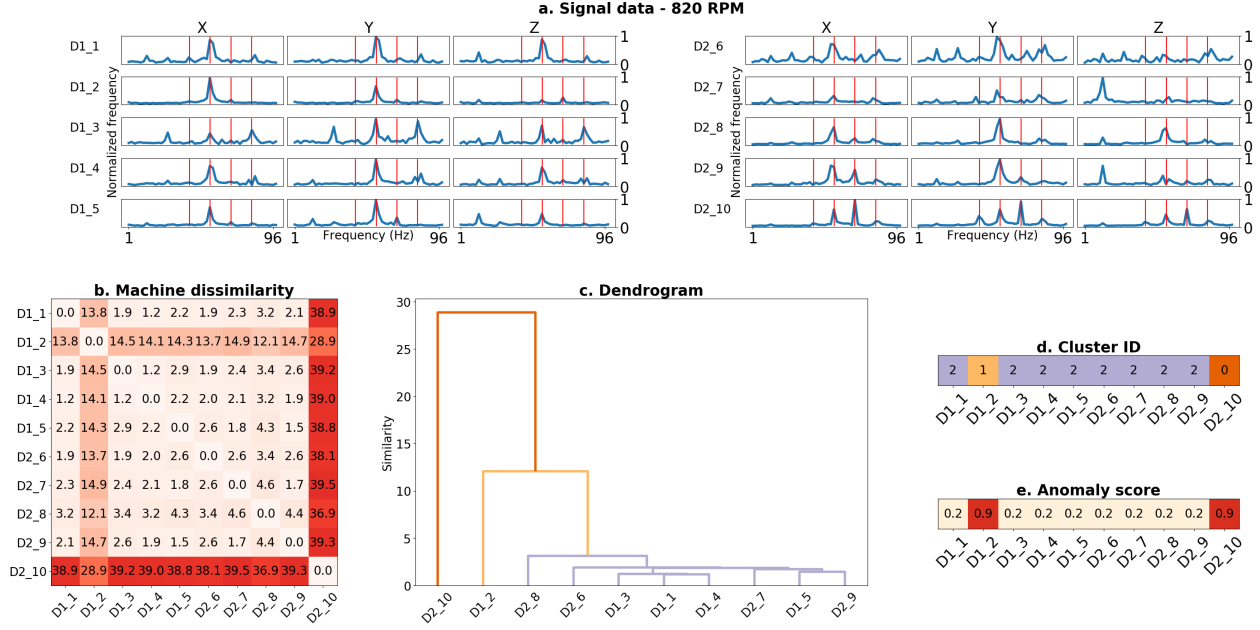 a. Signal data - 820 RPM
X Y Z X Y Z
D1_1 1 D2_6 1
0 0
D1_2 1 D2_7 1
0 0
D1_3 1 D2_8 1
0 0
D1_4 1 D2_9 1
0 0
D1_5 1 D2_10 1
0 0
Normalized frequency Normalized frequency
1 Frequency (Hz) 96 1 96 1 Frequency (Hz) 96 1 96
b. Machine dissimilarity
D1_1 0.0 13.8 1.9 1.2 2.2 1.9 2.3 3.2 2.1 38.9
D1_2 13.8 0.0 14.5 14.1 14.3 13.7 14.9 12.1 14.7 28.9
D1_3 1.9 14.5 0.0 1.2 2.9 1.9 2.4 3.4 2.6 39.2
D1_4 1.2 14.1 1.2 0.0 2.2 2.0 2.1 3.2 1.9 39.0
D1_5 2.2 14.3 2.9 2.2 0.0 2.6 1.8 4.3 1.5 38.8
D2_6 1.9 13.7 1.9 2.0 2.6 0.0 2.6 3.4 2.6 38.1
D2_7 2.3 14.9 2.4 2.1 1.8 2.6 0.0 4.6 1.7 39.5
D2_8 3.2 12.1 3.4 3.2 4.3 3.4 4.6 0.0 4.4 36.9
D2_9 2.1 14.7 2.6 1.9 1.5 2.6 1.7 4.4 0.0 39.3
D2_10 38.9 28.9 39.2 39.0 38.8 38.1 39.5 36.9 39.3 0.0
D1_1 D1_2 D1_3 D1_4 D1_5 D2_6 D2_7 D2_8 D2_9 D2_10
c. Dendrogram
30
25
20
15
10
5
0
Similarity
D2_10 D1_2 D2_8 D2_6 D1_3 D1_1 D1_4 D2_7 D1_5 D2_9
d. Cluster ID
2 1 2 2 2 2 2 2 2 0
D1_1 D1_2 D1_3 D1_4 D1_5 D2_6 D2_7 D2_8 D2_9 D2_10
e. Anomaly score
0.2 0.9 0.2 0.2 0.2 0.2 0.2 0.2 0.2 0.9
D1_1 D1_2 D1_3 D1_4 D1_5 D2_6 D2_7 D2_8 D2_9 D2_10